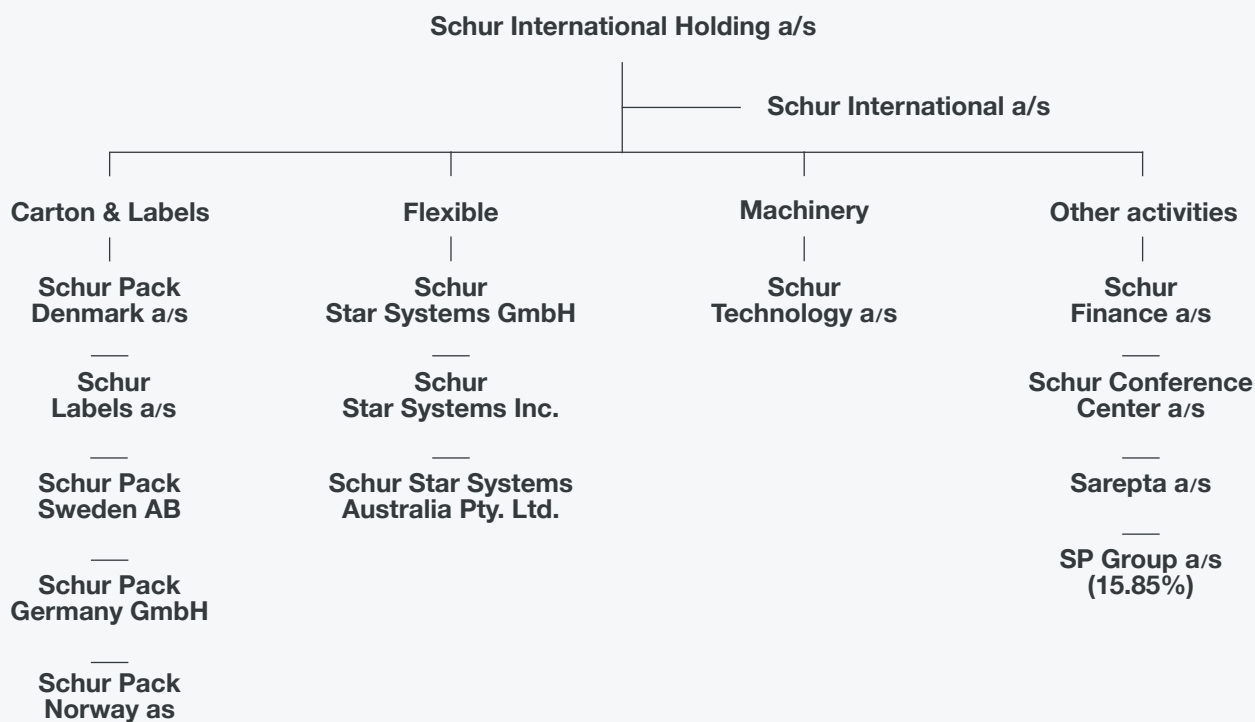 Schur International Holding a/s
Schur International a/s
Carton & Labels
Schur Pack
Denmark a/s
Schur
Labels a/s
Schur Pack
Sweden AB
Schur Pack
Germany GmbH
Schur Pack
Norway as
Flexible
Schur
Star Systems GmbH
Schur
Star Systems Inc.
Schur Star Systems
Australia Pty. Ltd.
Machinery
Schur
Technology a/s
Other activities
Schur
Finance a/s
Schur Conference
Center a/s
Sarepta a/s
SP Group a/s
(15.85%)